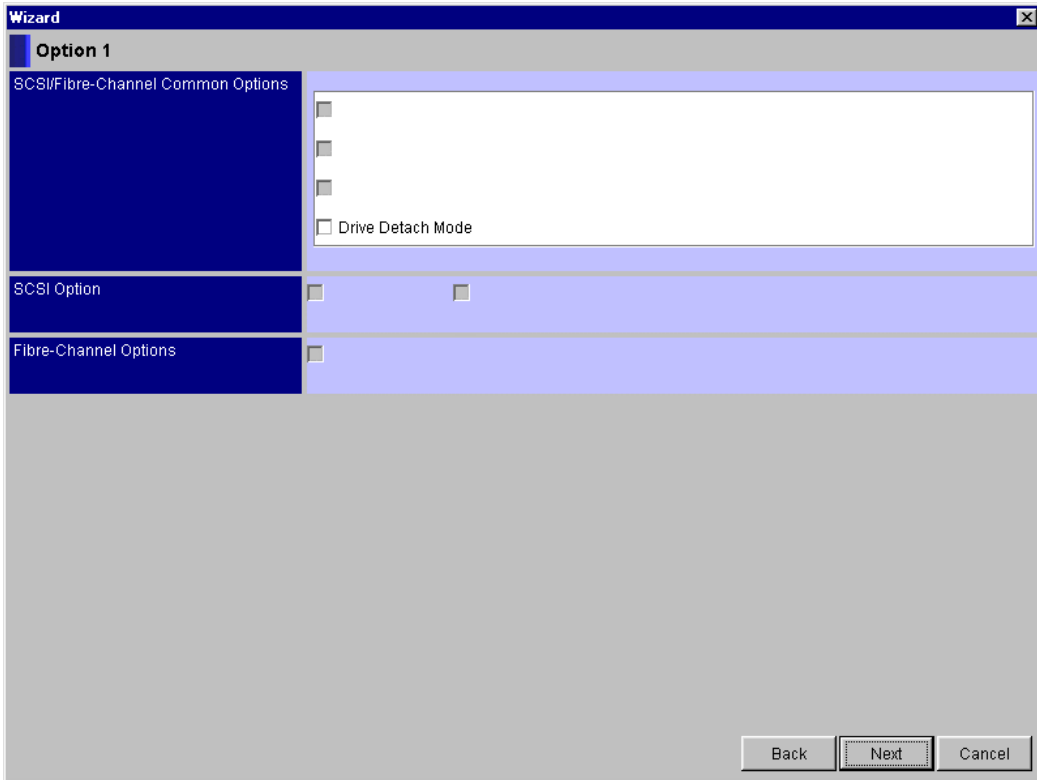 Wizard
Option 1
SCSI/Fibre-Channel Common Options
Drive Detach Mode
SCSI Option
Fibre-Channel Options
Back Next Cancel